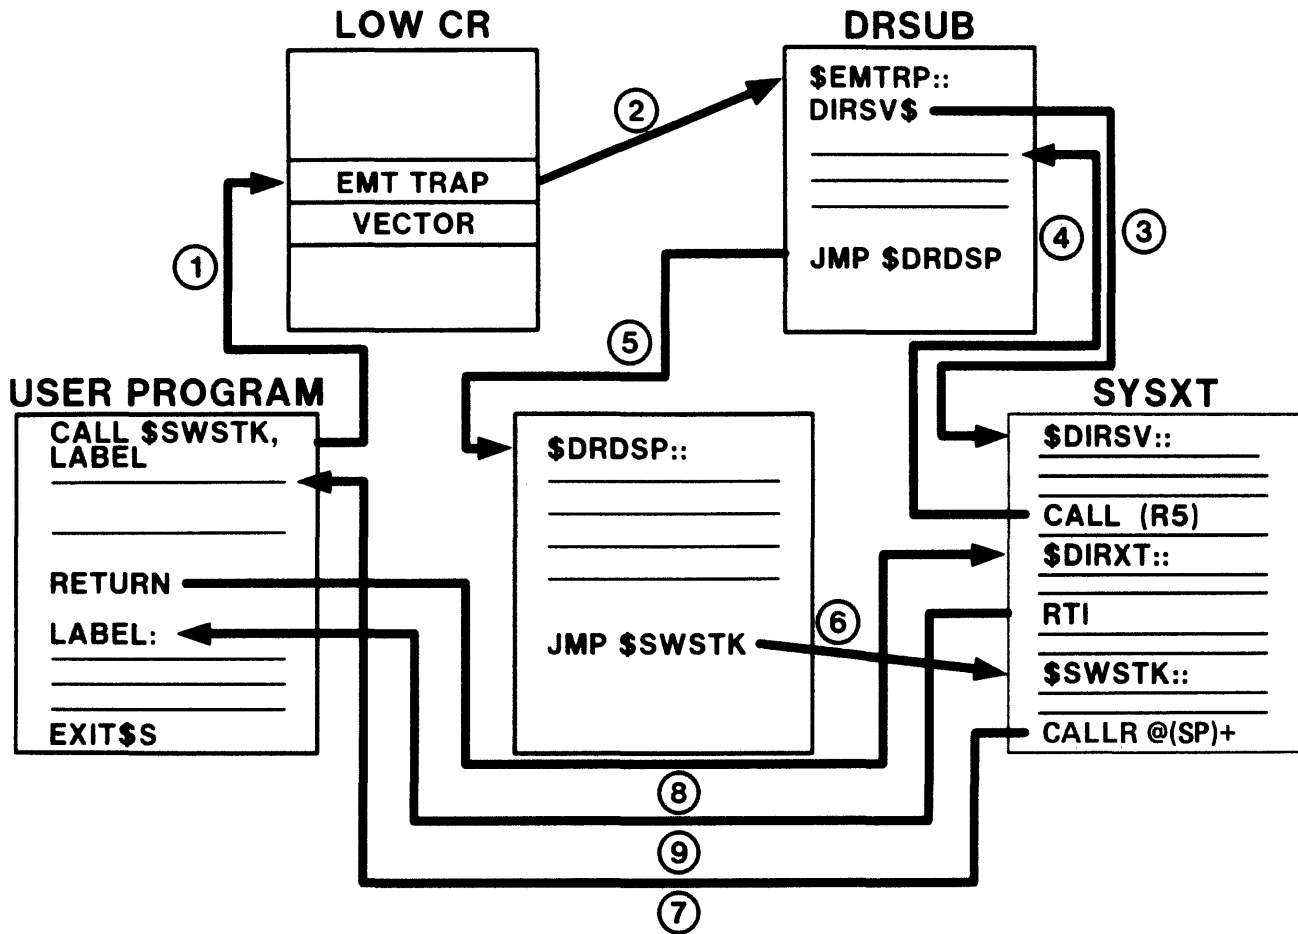 LOW CR
DRSUB
EMT TRAP
VECTOR
$EMTRP::
DIRSV$
JMP $DRDSP
1
2
3
4
5
USER PROGRAM
CALL $SWSTK,
LABEL
RETURN
LABEL:
EXIT$S
$DRDSP::
JMP $SWSTK
6
SYSXT
$DIRSV::
CALL (R5)
$DIRXT::
RTI
$SWSTK::
CALLR @(SP)+
8
9
7